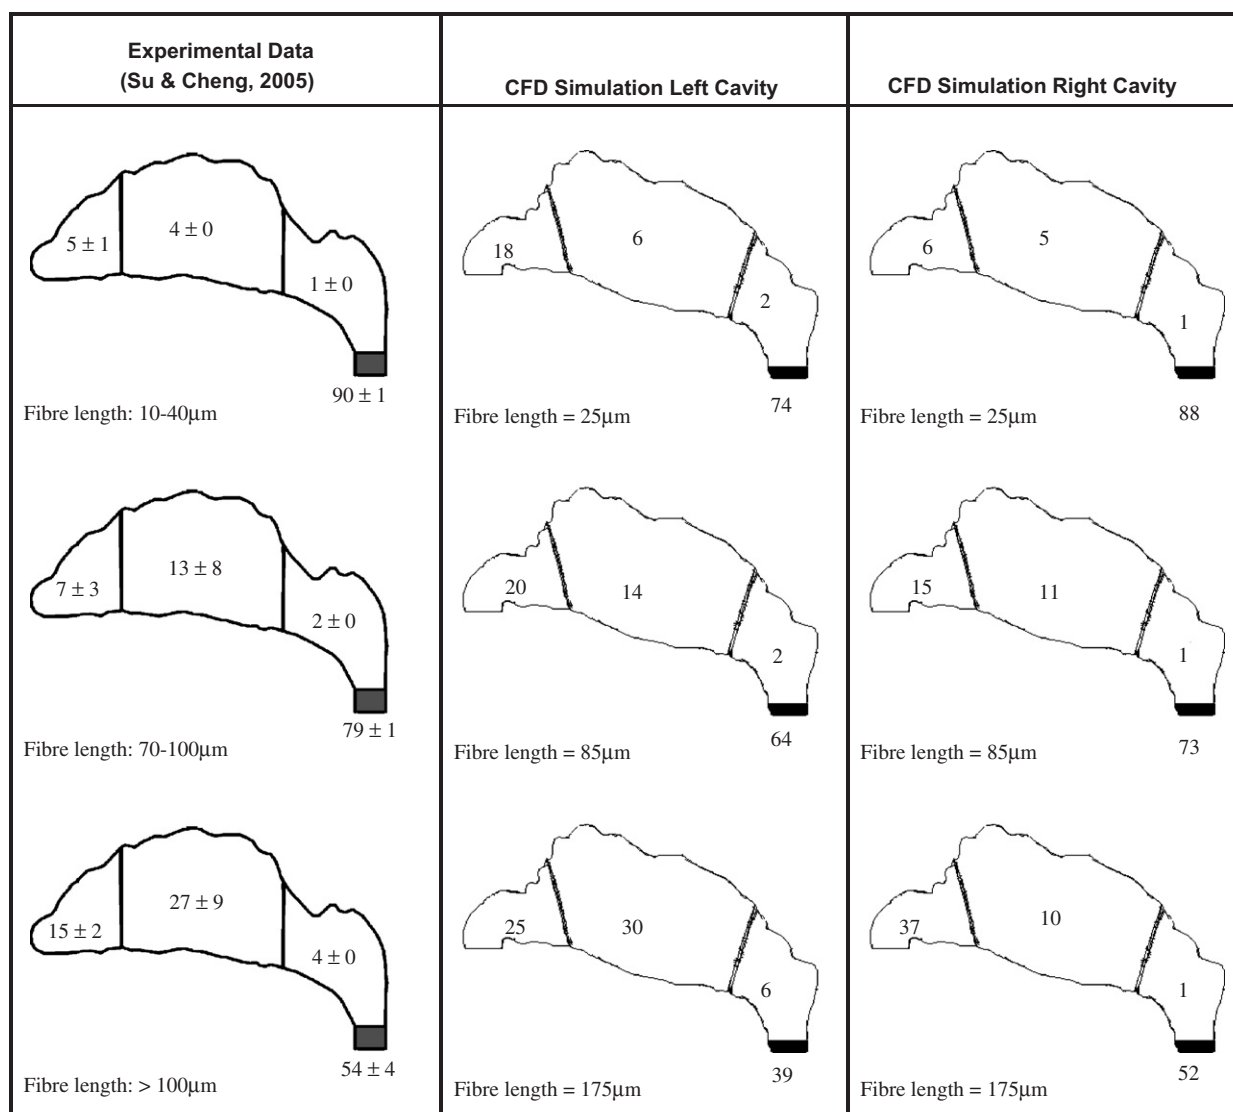 Experimental Data
(Su & Cheng, 2005)
CFD Simulation Left Cavity
CFD Simulation Right Cavity
5 ± 1
4 ± 0
1 ± 0
90 ± 1
Fibre length: 10-40µm
18
6
2
74
Fibre length = 25µm
6
5
1
88
Fibre length = 25µm
7 ± 3
13 ± 8
2 ± 0
79 ± 1
Fibre length: 70-100µm
20
14
2
64
Fibre length = 85µm
15
11
1
73
Fibre length = 85µm
15 ± 2
27 ± 9
4 ± 0
54 ± 4
Fibre length: > 100µm
25
30
6
39
Fibre length = 175µm
37
10
1
52
Fibre length = 175µm